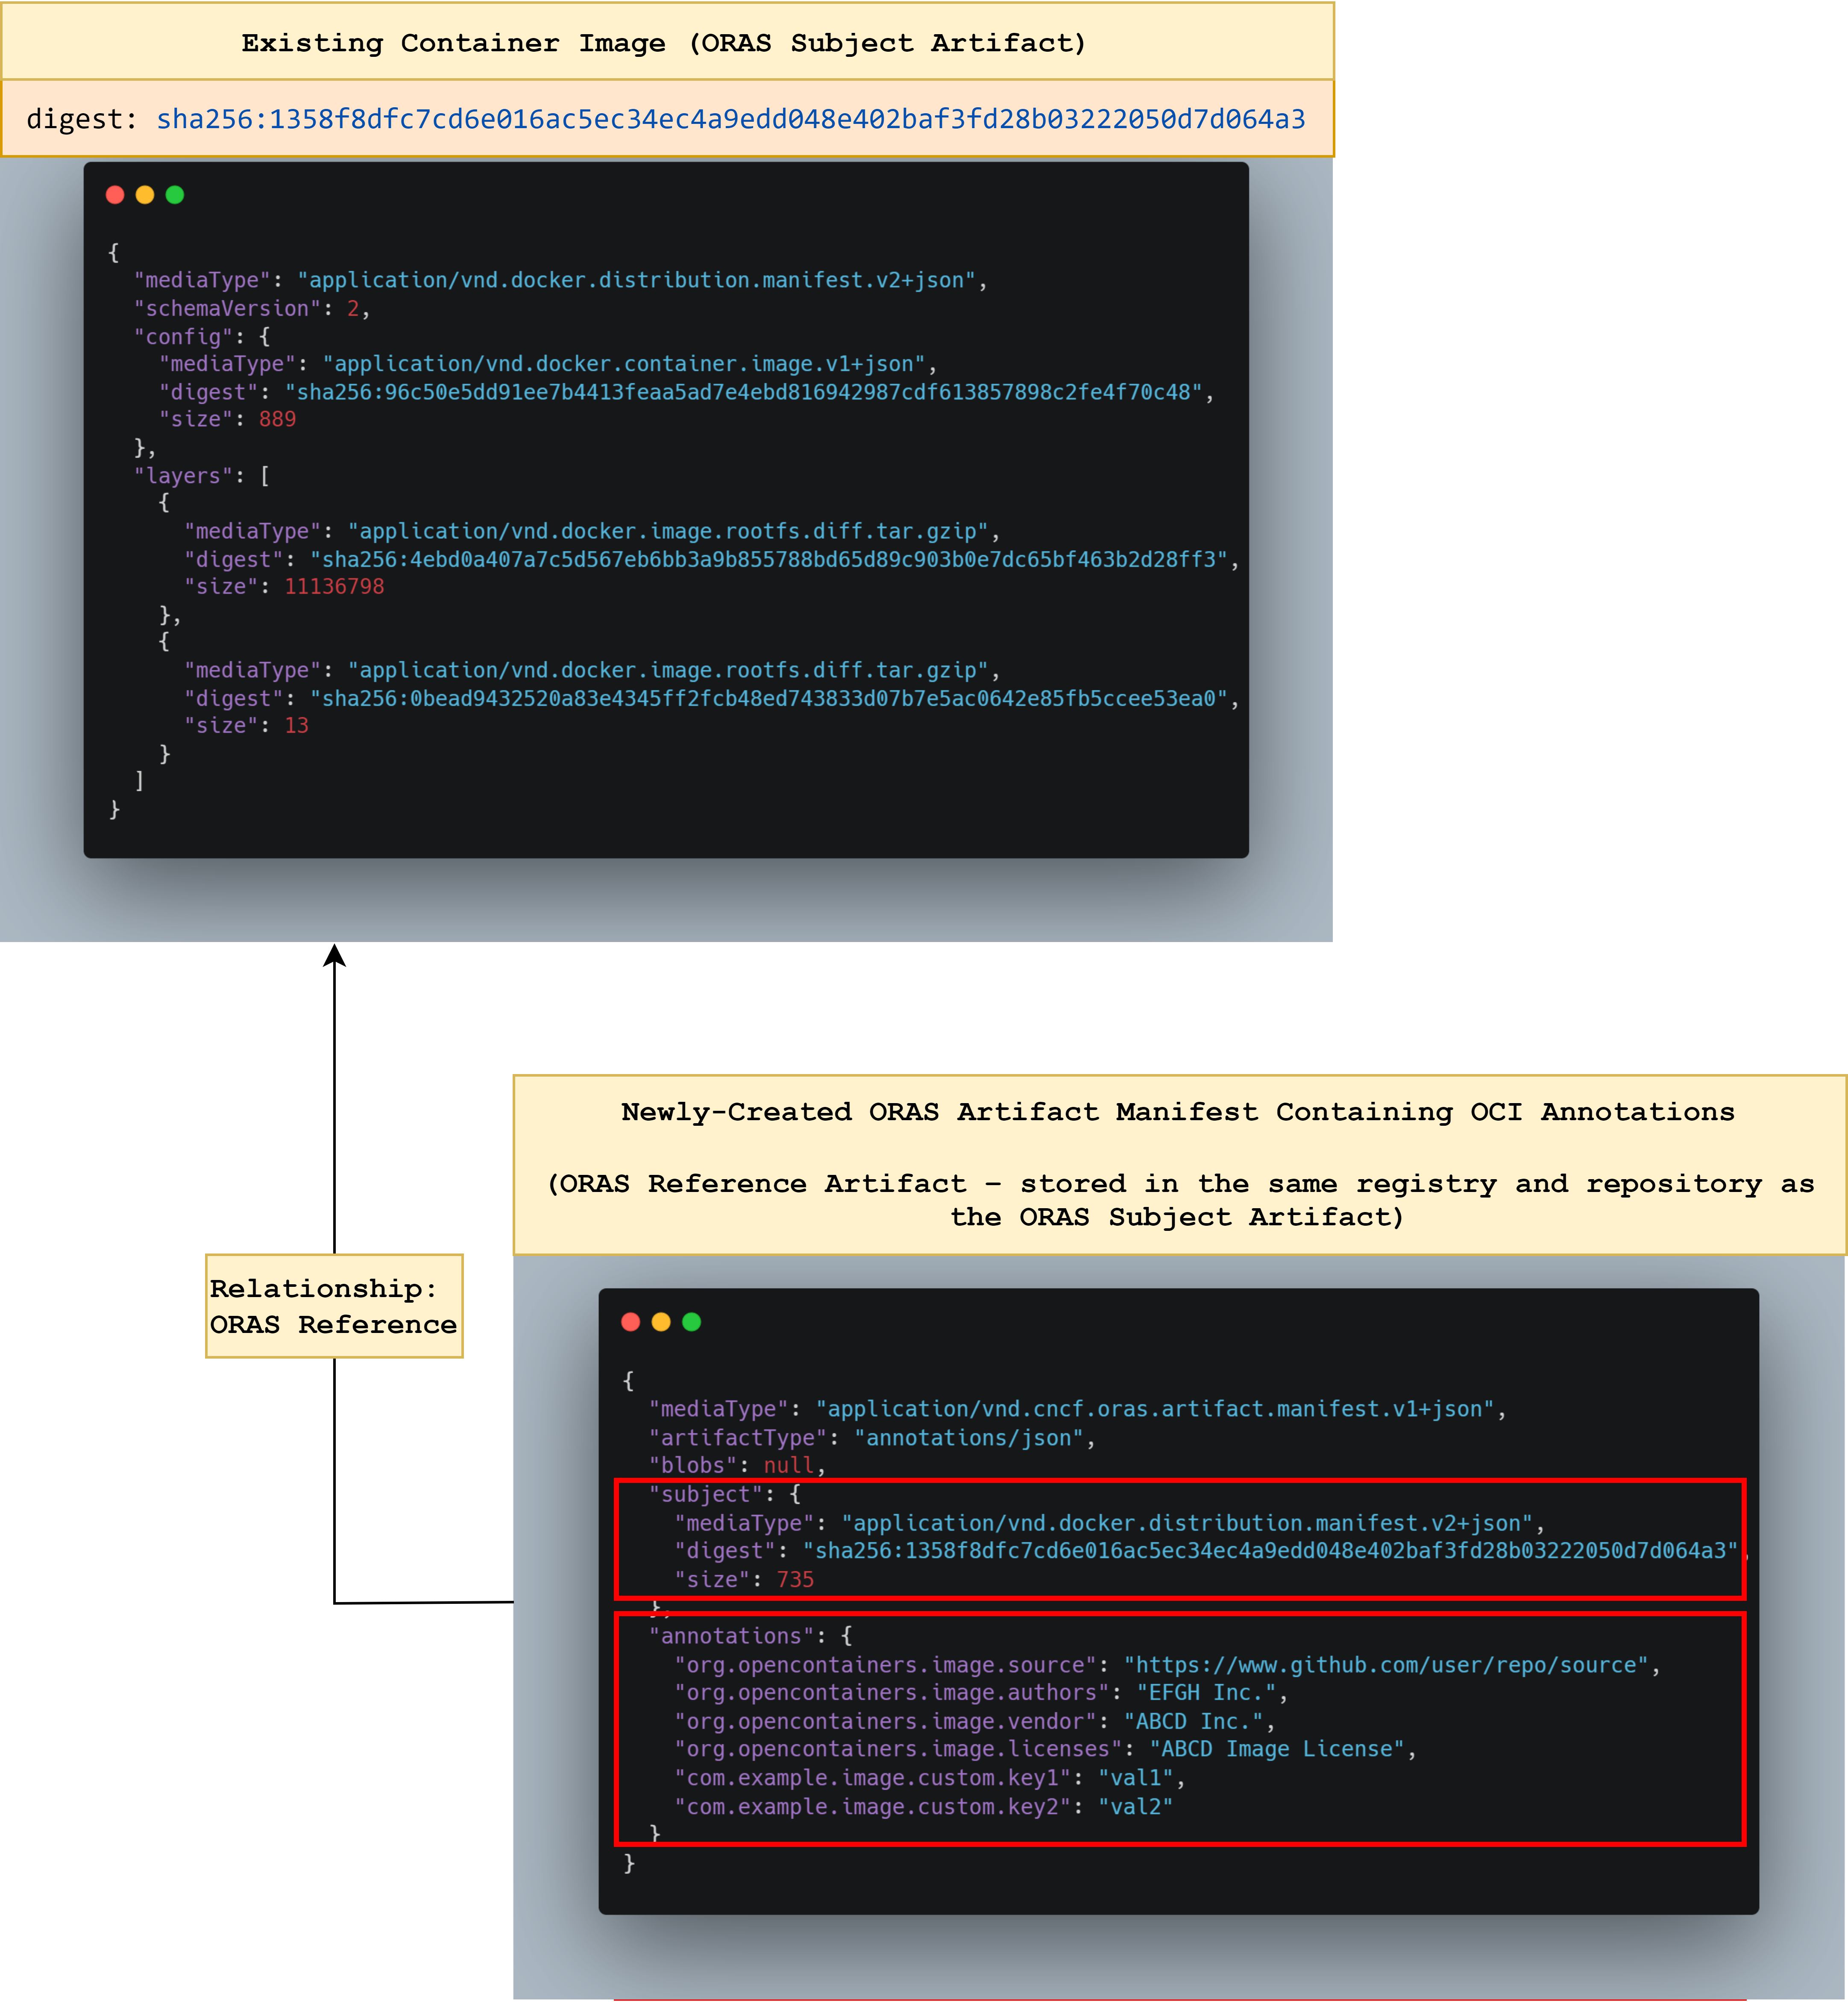 Existing Container Image (ORAS Subject Artifact)
digest: sha256:1358f8dfc7cd6e016ac5ec34ec4a9edd048e402baf3fd28b03222050d7d064a3
{
  "mediaType": "application/vnd.docker.distribution.manifest.v2+json",
  "schemaVersion": 2,
  "config": {
    "mediaType": "application/vnd.docker.container.image.v1+json",
    "digest": "sha256:96c50e5dd91ee7b4413feaa5ad7e4ebd816942987cdf613857898c2fe4f70c48",
    "size": 889
  },
  "layers": [
    {
      "mediaType": "application/vnd.docker.image.rootfs.diff.tar.gzip",
      "digest": "sha256:4ebd0a407a7c5d567eb6bb3a9b855788bd65d89c903b0e7dc65bf463b2d28ff3",
      "size": 11136798
    },
    {
      "mediaType": "application/vnd.docker.image.rootfs.diff.tar.gzip",
      "digest": "sha256:0bead9432520a83e4345ff2fcb48ed743833d07b7e5ac0642e85fb5ccee53ea0",
      "size": 13
    }
  ]
}
Relationship:
ORAS Reference
Newly-Created ORAS Artifact Manifest Containing OCI Annotations
(ORAS Reference Artifact – stored in the same registry and repository as
the ORAS Subject Artifact)
{
  "mediaType": "application/vnd.cncf.oras.artifact.manifest.v1+json",
  "artifactType": "annotations/json",
  "blobs": null,
  "subject": {
    "mediaType": "application/vnd.docker.distribution.manifest.v2+json",
    "digest": "sha256:1358f8dfc7cd6e016ac5ec34ec4a9edd048e402baf3fd28b03222050d7d064a3",
    "size": 735
  },
  "annotations": {
    "org.opencontainers.image.source": "https://www.github.com/user/repo/source",
    "org.opencontainers.image.authors": "EFGH Inc.",
    "org.opencontainers.image.vendor": "ABCD Inc.",
    "org.opencontainers.image.licenses": "ABCD Image License",
    "com.example.image.custom.key1": "val1",
    "com.example.image.custom.key2": "val2"
  }
}